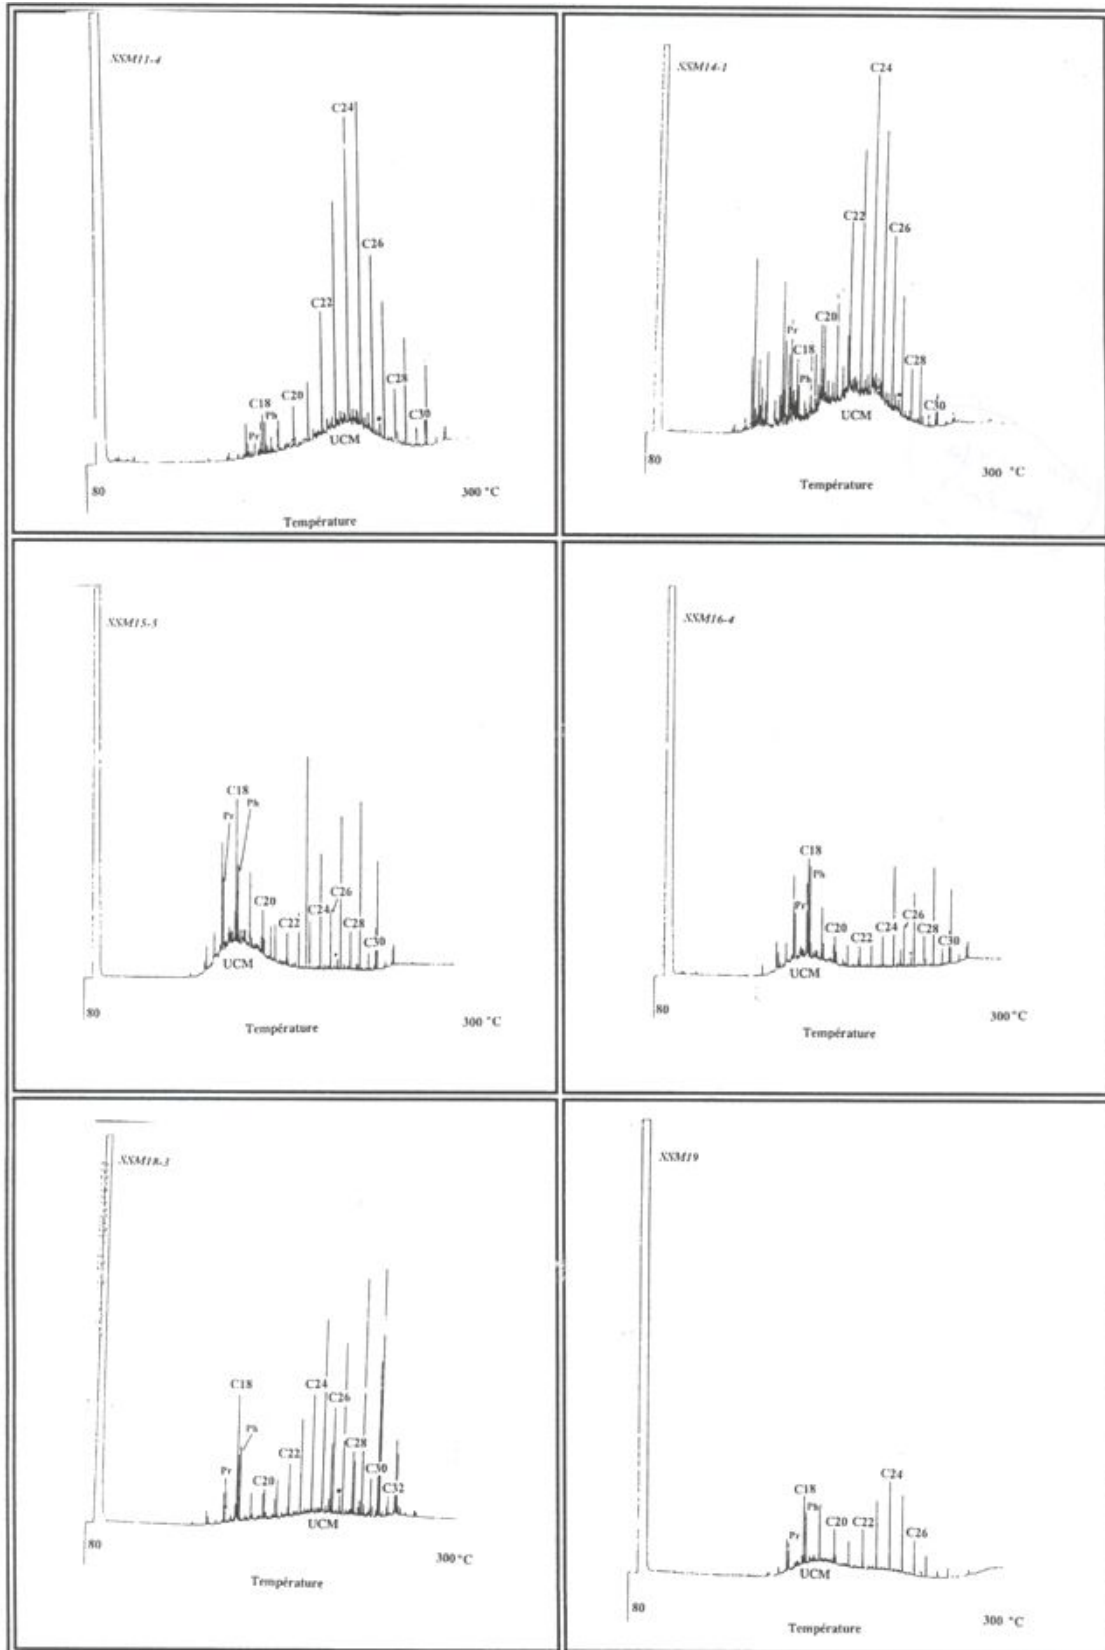 SSM11-4
C24
C26
C22
C28
C18
Ph
C20
Pr
C30
UCM
80
300 °C
Température
SSM14-1
C24
C22
C26
C20
Pr
C18
Ph
C28
C30
UCM
80
300 °C
Température
SSM15-5
C18
Pr
Ph
C20
C22
C24
C26
C28
C30
UCM
80
300 °C
Température
SSM16-4
C18
Ph
Pr
C20
C22
C24
C26
C28
C30
UCM
80
300 °C
Température
SSM18-3
C18
C24
C26
Ph
Pr
C22
C28
C20
C30
C32
UCM
80
300 °C
Température
SSM19
C24
C18
Ph
Pr
C20
C22
C26
UCM
80
300 °C
Température